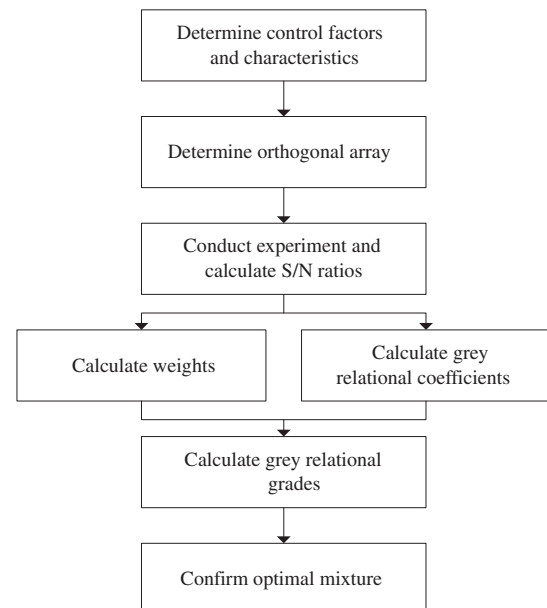 Determine control factors
and characteristics
Determine orthogonal array
Conduct experiment and
calculate S/N ratios
Calculate weights
Calculate grey
relational coefficients
Calculate grey relational
grades
Confirm optimal mixture